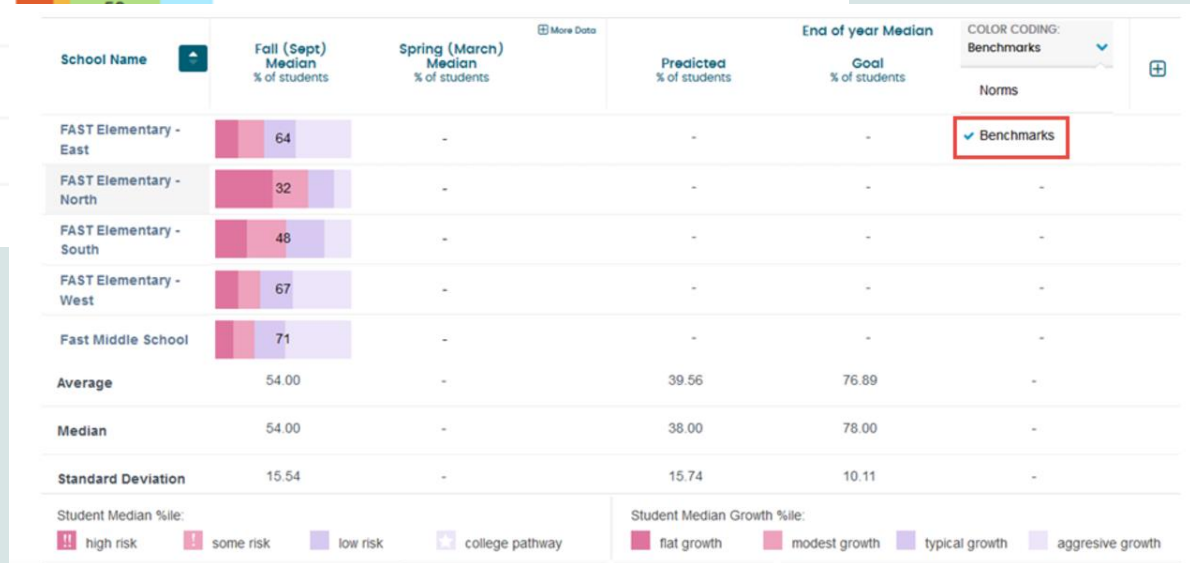 More Data
End of year Median
COLOR CODING:
Benchmarks
School Name
Fall (Sept)
Median
% of students
Spring (March)
Median
% of students
Predicted
% of students
Goal
% of students
Norms
FAST Elementary -
East
64
-
-
-
Benchmarks
FAST Elementary -
North
32
-
-
-
-
FAST Elementary -
South
48
-
-
-
-
FAST Elementary -
West
67
-
-
-
-
Fast Middle School
71
-
-
-
-
Average
54.00
-
39.56
76.89
-
Median
54.00
-
38.00
78.00
-
Standard Deviation
15.54
-
15.74
10.11
-
Student Median %ile:
!! high risk
! some risk
low risk
college pathway
Student Median Growth %ile:
flat growth
modest growth
typical growth
aggresive growth